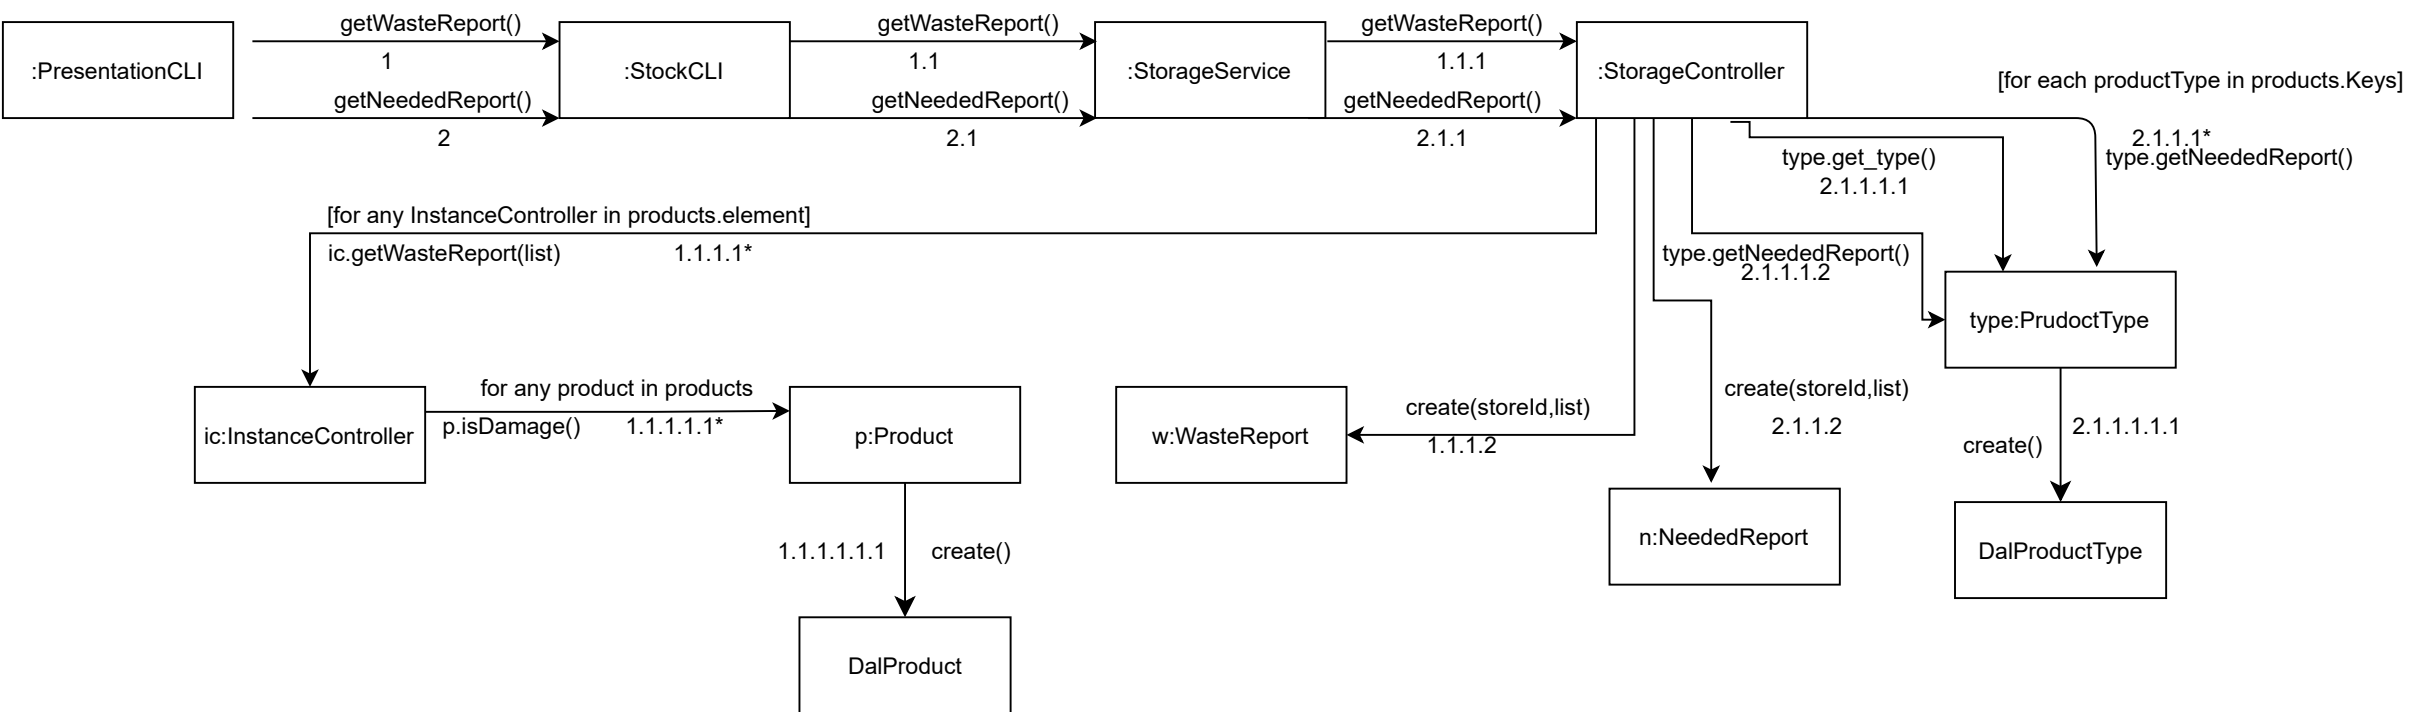 getWasteReport()
getWasteReport()
getWasteReport()
:PresentationCLI
1
:StockCLI
1.1
:StorageService
1.1.1
:StorageController
[for each productType in products.Keys]
getNeededReport()
getNeededReport()
getNeededReport()
2
2.1
2.1.1
2.1.1.1*
type.getNeededReport()
type.get_type()
2.1.1.1.1
[for any InstanceController in products.element]
ic.getWasteReport(list)
1.1.1.1*
type.getNeededReport()
2.1.1.1.2
type:PrudoctType
for any product in products
create(storeId,list)
create(storeId,list)
ic:InstanceController
p.isDamage()
1.1.1.1.1*
p:Product
w:WasteReport
1.1.1.2
2.1.1.2
create()
2.1.1.1.1.1
n:NeededReport
DalProductType
1.1.1.1.1.1
create()
DalProduct